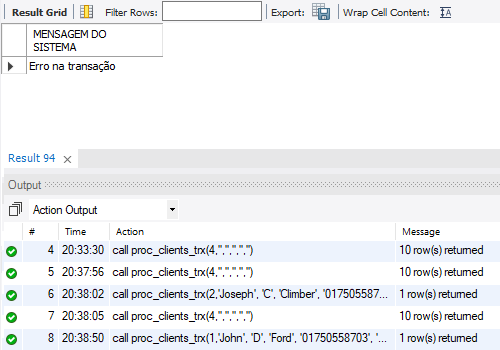 Result Grid Filter Rows: Export: Wrap Cell Content:
MENSAGEM DO
SISTEMA
Erro na transação
Result 94 ×
Output
Action Output
# Time Action Message
4 20:33:30 call proc_clients_trx(4,'','','','','') 10 row(s) returned
5 20:37:56 call proc_clients_trx(4,'','','','','') 10 row(s) returned
6 20:38:02 call proc_clients_trx(2,'Joseph', 'C', 'Climber', '017505587... 1 row(s) returned
7 20:38:05 call proc_clients_trx(4,'','','','','') 10 row(s) returned
8 20:38:50 call proc_clients_trx(1,'John', 'D', 'Ford', '01750558703', '... 1 row(s) returned